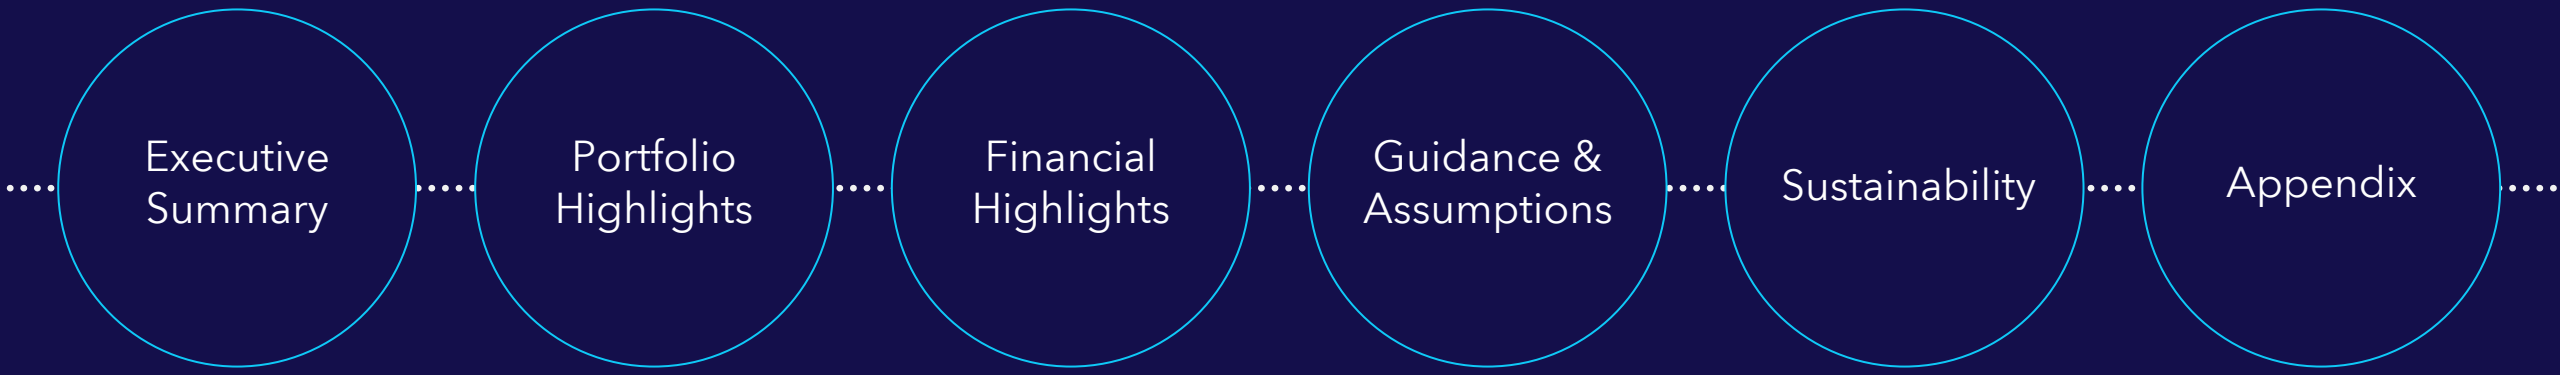 Executive
Summary
Portfolio
Highlights
Financial
Highlights
Guidance &
Assumptions
Sustainability
Appendix